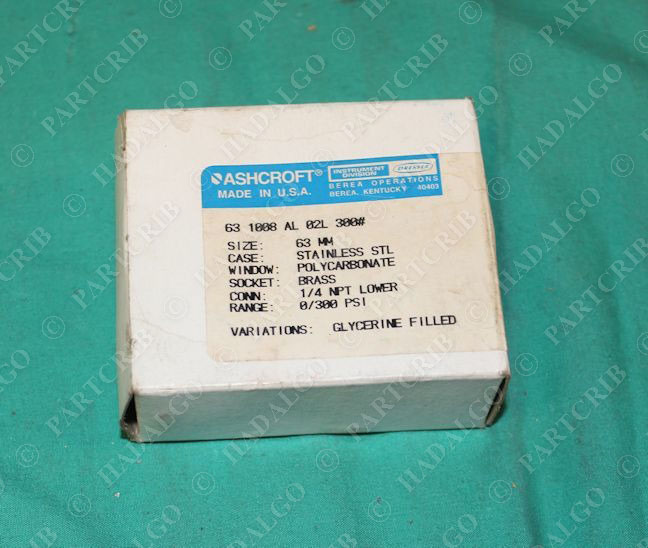 ASHCROFT®
MADE IN U.S.A.
INSTRUMENT
DIVISION
DRESSER
BEREA OPERATIONS
BEREA, KENTUCKY 40403
63 1008 AL 02L 300#
SIZE: 63 MM
CASE: STAINLESS STL
WINDOW: POLYCARBONATE
SOCKET: BRASS
CONN: 1/4 NPT LOWER
RANGE: 0/300 PSI
VARIATIONS: GLYCERINE FILLED
© PARTCRIB
© HADALGO